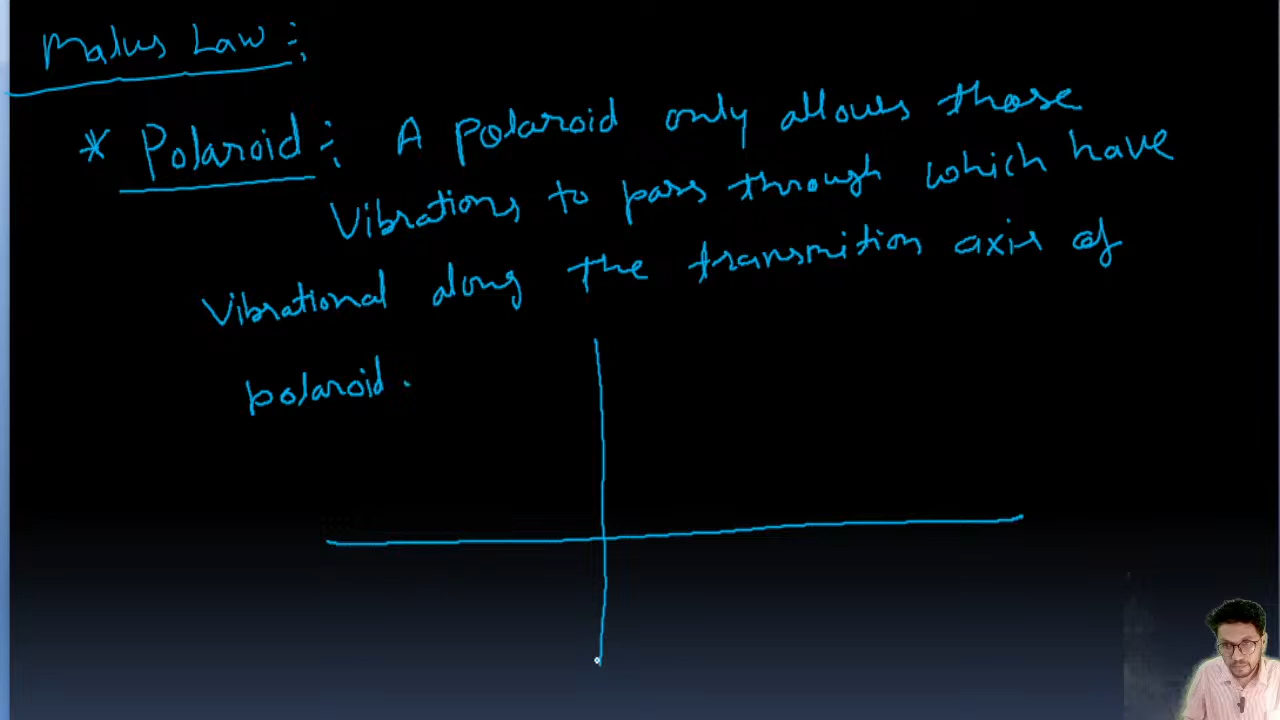 Malus Law :-
* Polaroid :- A polaroid only allows those
Vibrations to pass through which have
Vibrational along the transmition axis of
polaroid.